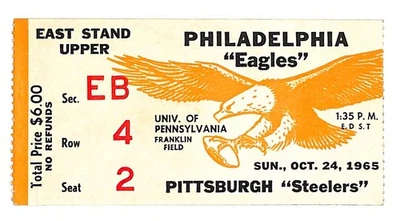 EAST STAND
UPPER
Total Price $6.00
NO REFUNDS
Sec. EB
Row 4
Seat 2
PHILADELPHIA
"Eagles"
1:35 P. M.
E. D. S. T
UNIV. OF
PENNSYLVANIA
FRANKLIN
FIELD
SUN., OCT. 24, 1965
PITTSBURGH "Steelers"